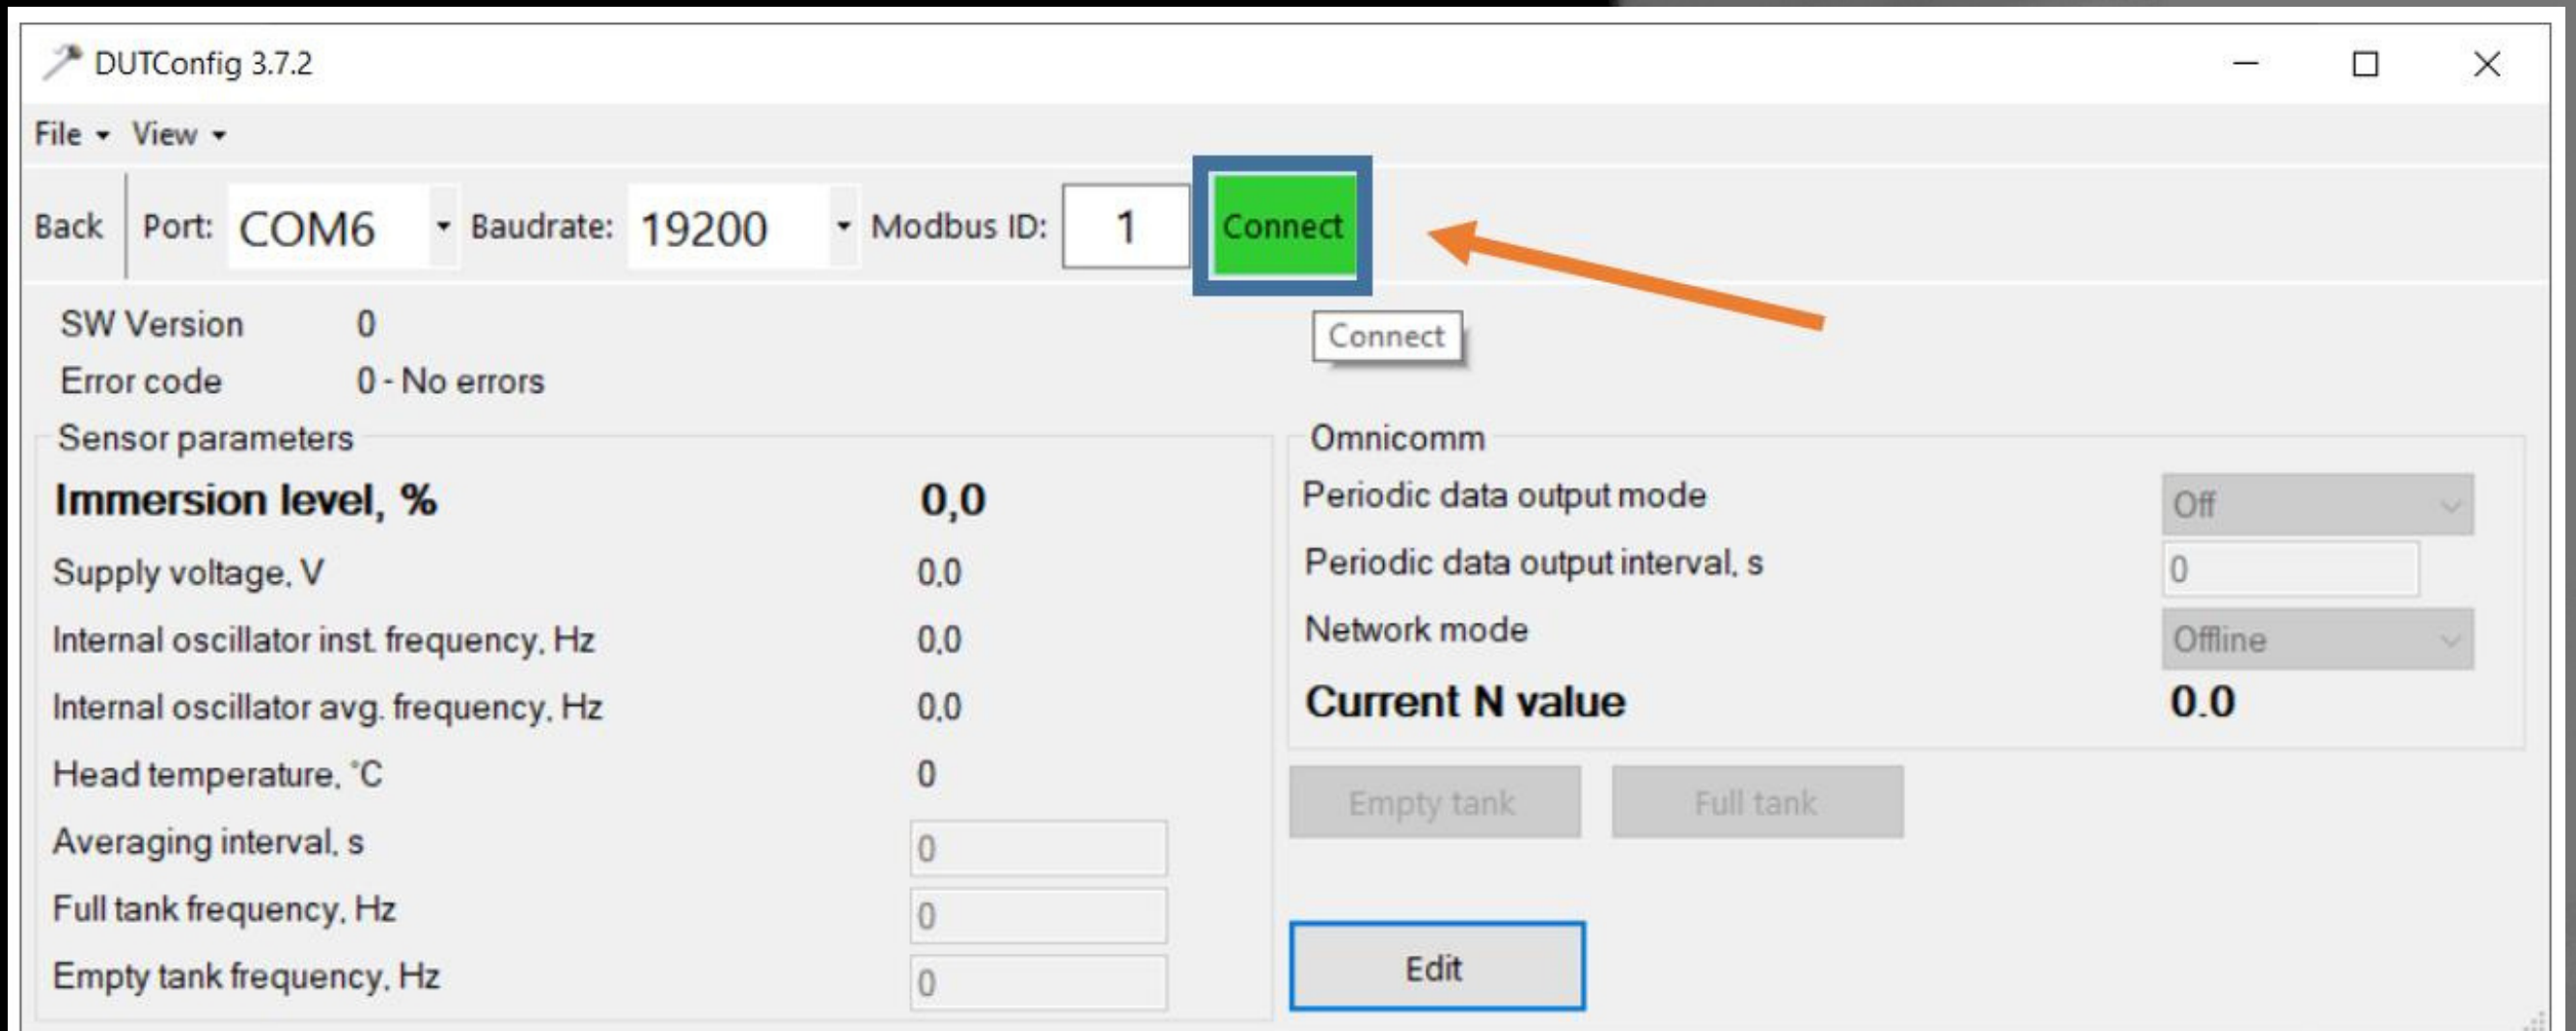 DUTConfig 3.7.2
File View
Back Port: COM6 Baudrate: 19200 Modbus ID: 1 Connect
Connect
SW Version 0
Error code 0 - No errors
Sensor parameters
Immersion level, % 0,0
Supply voltage, V 0,0
Internal oscillator inst. frequency, Hz 0,0
Internal oscillator avg. frequency, Hz 0,0
Head temperature, °C 0
Averaging interval, s 0
Full tank frequency, Hz 0
Empty tank frequency, Hz 0
Omnicomm
Periodic data output mode Off
Periodic data output interval, s 0
Network mode Offline
Current N value 0.0
Empty tank Full tank
Edit